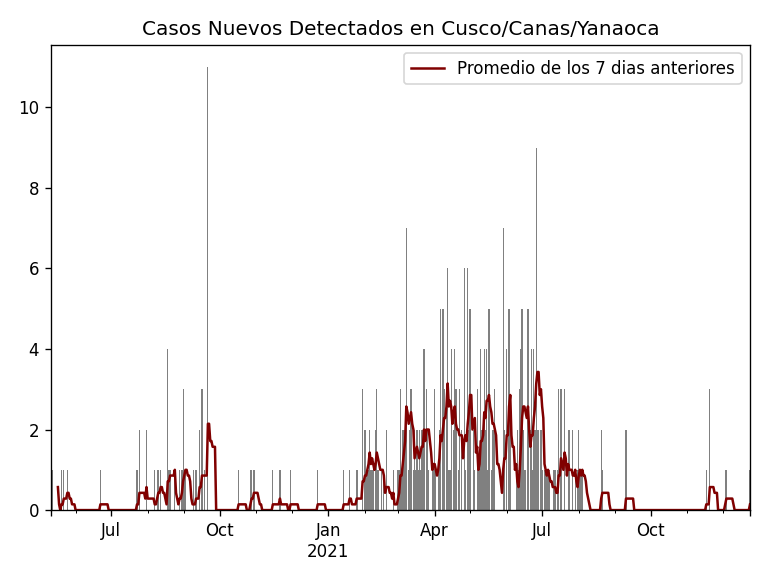 Casos Nuevos Detectados en Cusco/Canas/Yanaoca
Promedio de los 7 dias anteriores
10
8
6
4
2
0
Jul
Oct
Jan
2021
Apr
Jul
Oct